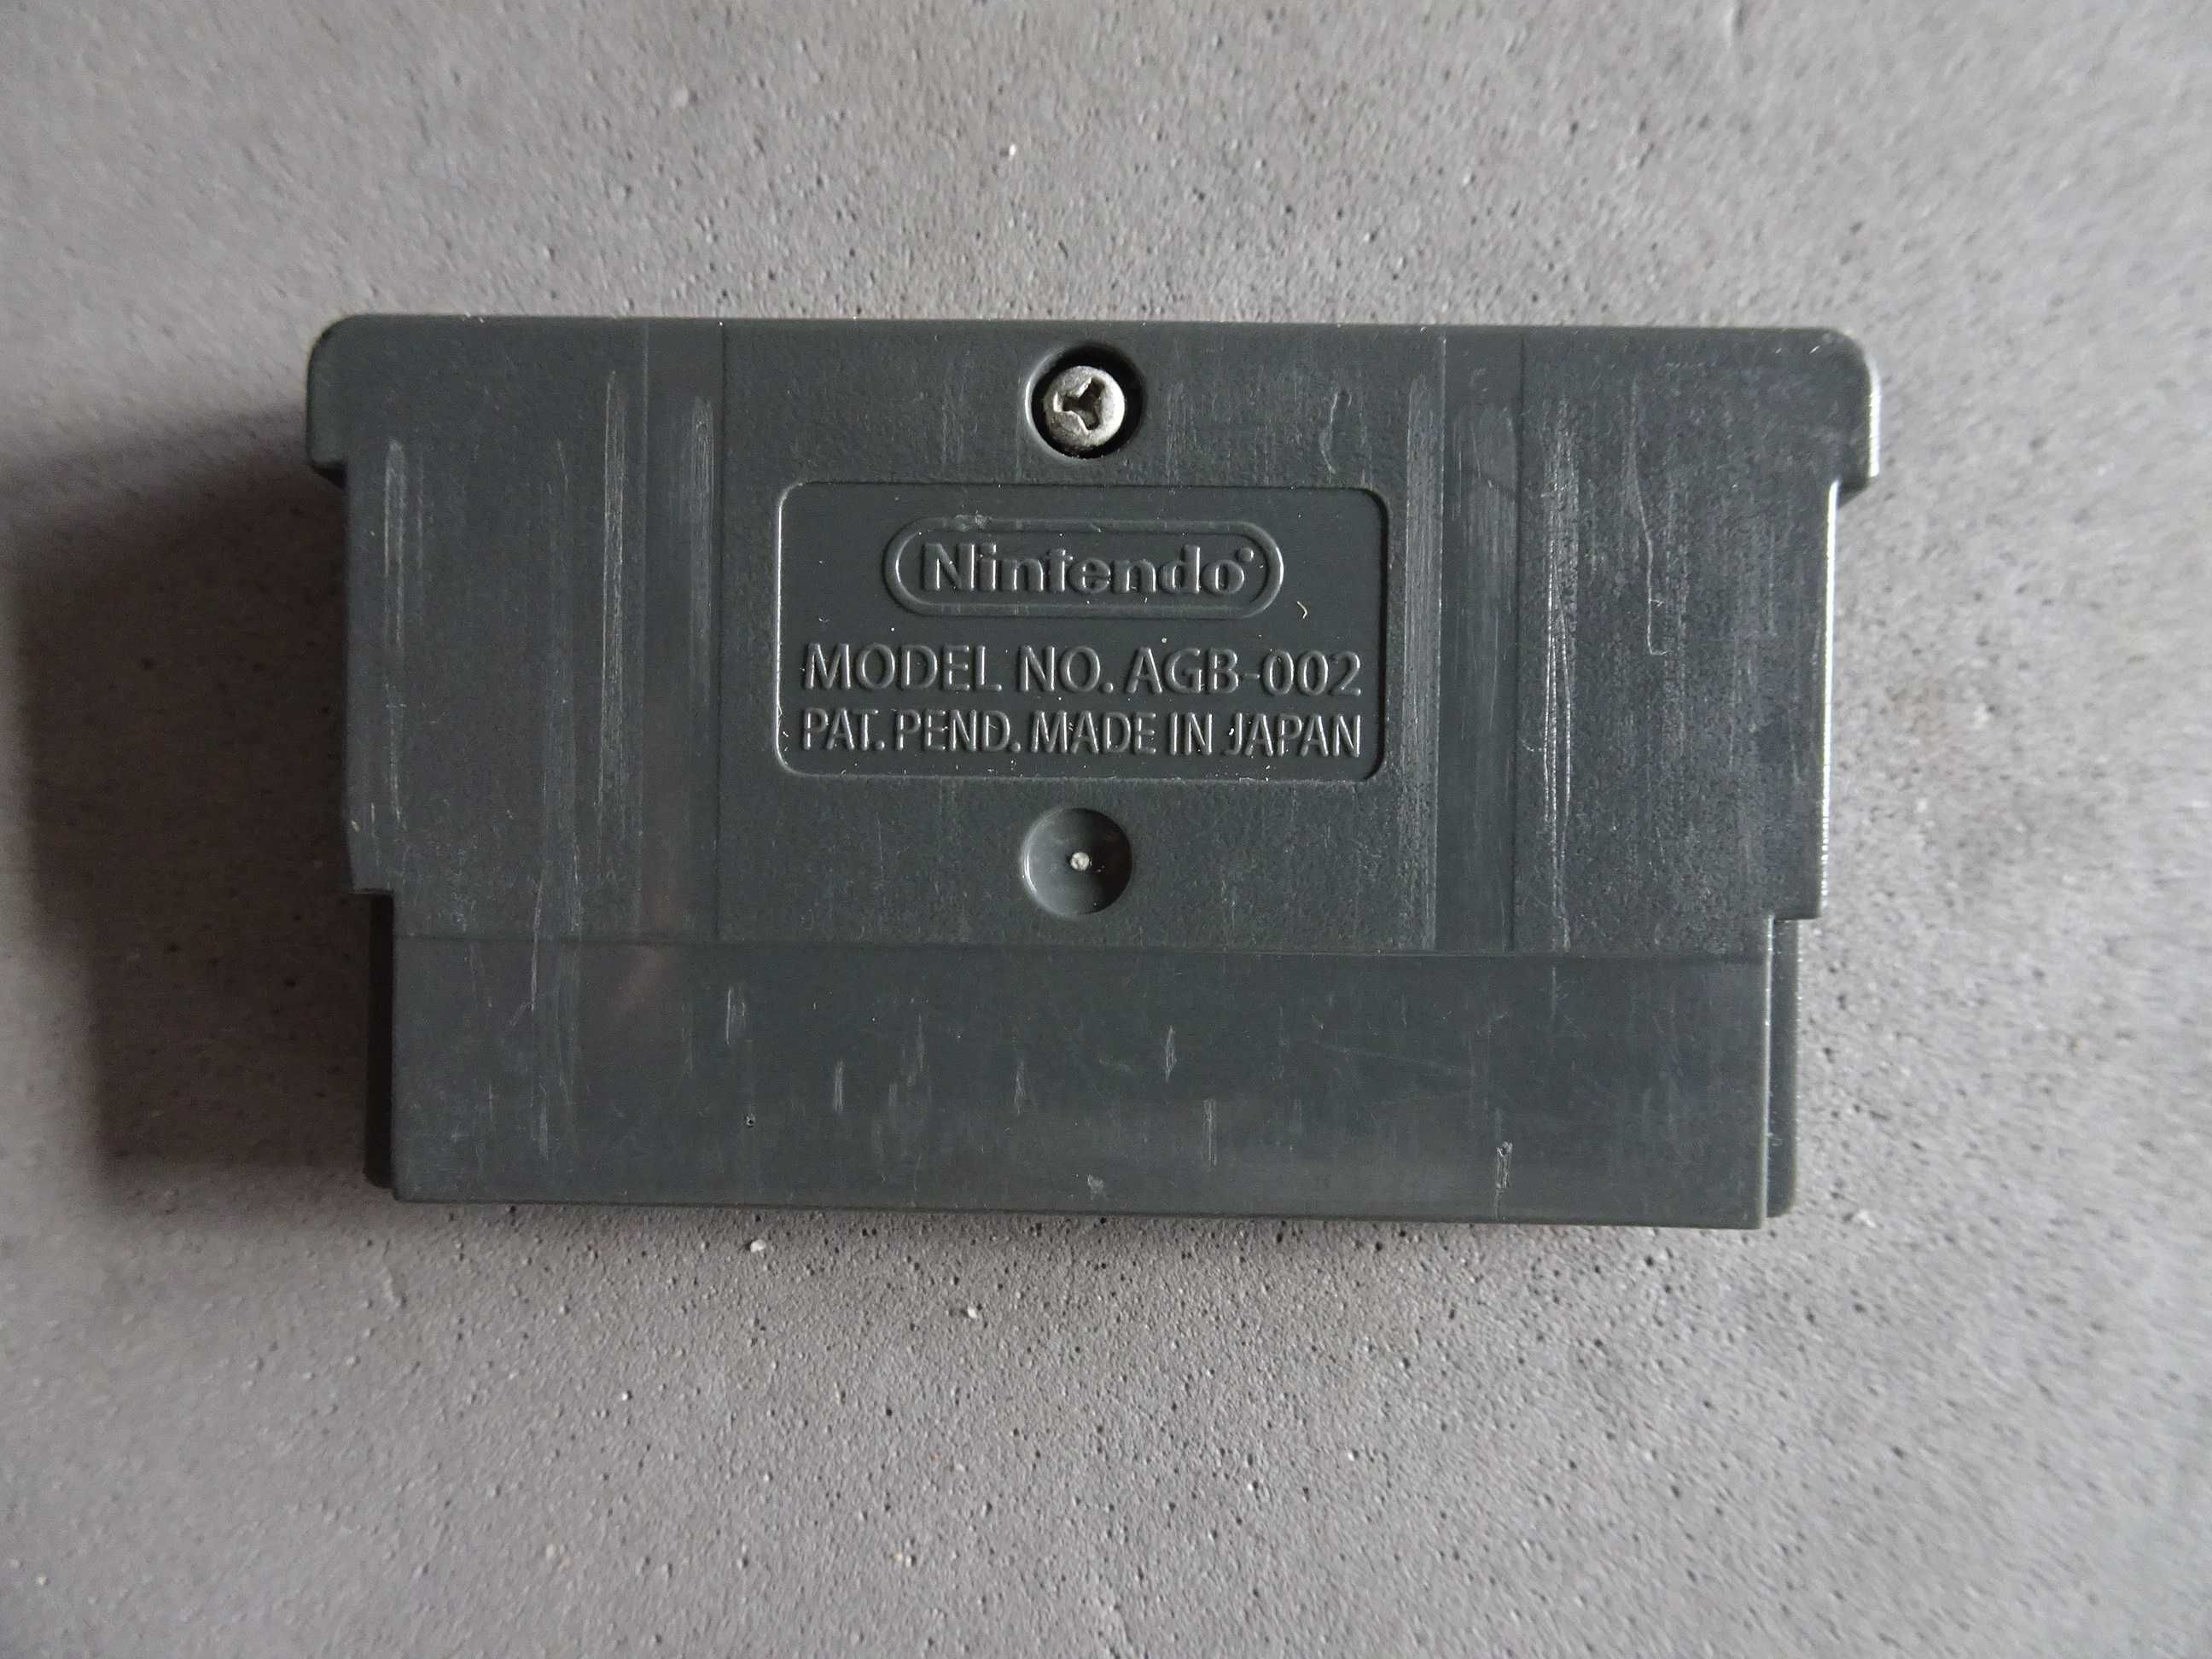 Nintendo®
MODEL NO. AGB-002
PAT. PEND. MADE IN JAPAN